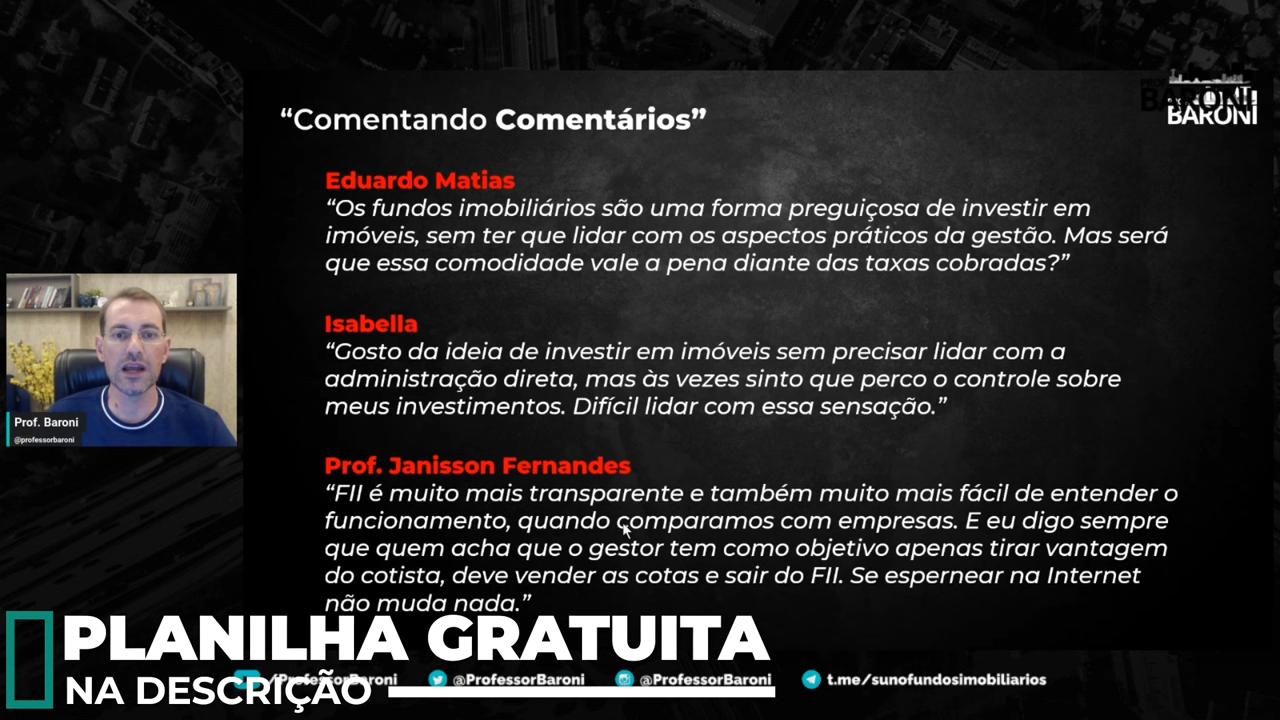 BARONI
“Comentando Comentários”
Eduardo Matias
“Os fundos imobiliários são uma forma preguiçosa de investir em
imóveis, sem ter que lidar com os aspectos práticos da gestão. Mas será
que essa comodidade vale a pena diante das taxas cobradas?”
Isabella
“Gosto da ideia de investir em imóveis sem precisar lidar com a
administração direta, mas às vezes sinto que perco o controle sobre
meus investimentos. Difícil lidar com essa sensação.”
Prof. Baroni
@professorbaroni
Prof. Janisson Fernandes
“FII é muito mais transparente e também muito mais fácil de entender o
funcionamento, quando comparamos com empresas. E eu digo sempre
que quem acha que o gestor tem como objetivo apenas tirar vantagem
do cotista, deve vender as cotas e sair do FII. Se espernear na Internet
não muda nada.”
PLANILHA GRATUITA
NA DESCRIÇÃO
/ProfessorBaroni @ProfessorBaroni @ProfessorBaroni t.me/sunofundosimobiliarios